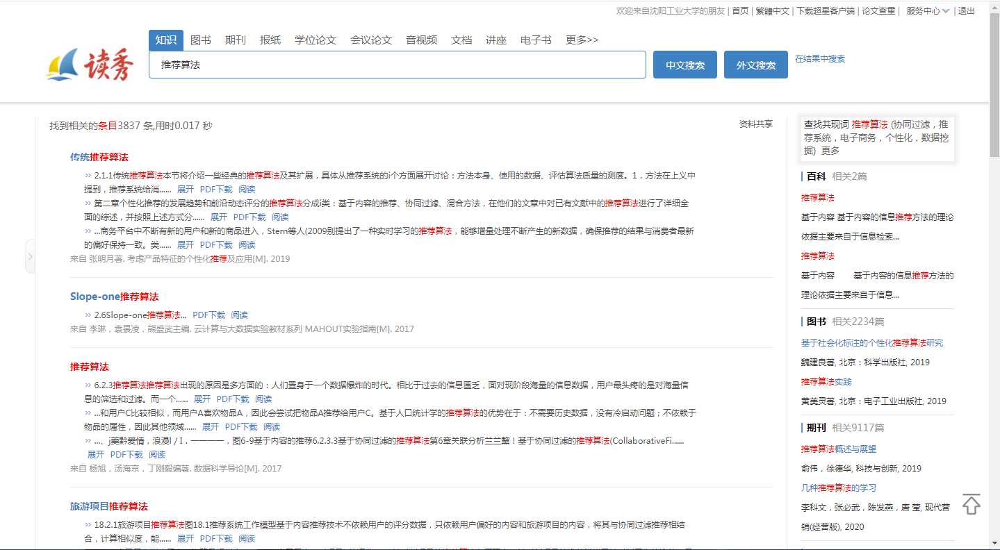 欢迎来自沈阳工业大学的朋友 | 首页 | 繁體中文 | 下载超星客户端 | 论文查重 | 服务中心 | 退出
知识 图书 期刊 报纸 学位论文 会议论文 音视频 文档 讲座 电子书 更多>>
读秀
推荐算法
中文搜索 外文搜索 在结果中搜索
找到相关的条目3837 条,用时0.017 秒
资料共享
传统推荐算法
›› 2.1.1传统推荐算法本节将介绍一些经典的推荐算法及其扩展，具体从推荐系统的i个方面展开讨论：方法本身、使用的数据、评估算法质量的测度。1．方法在上义中
提到，推荐系统给消...... 展开 PDF下载 阅读
›› 第二章个性化推荐的发展趋势和前沿动态评分的推荐算法分成i类：基于内容的推荐、协同过滤、混合方法，在他们的文章中对已有文献中的推荐算法进行了详细全
面的综述，并按照上述方式分...... 展开 PDF下载 阅读
›› ...商务平台中不断有新的用户和新的商品进入，Stern等人(2009别提出了一种实时学习的推荐算法，能够增量处理不断产生的新数据，确保推荐的结果与消费者最新
的偏好保持一致。类...... 展开 PDF下载 阅读
来自 张明月著. 考虑产品特征的个性化推荐及应用[M]. 2019
Slope-one推荐算法
›› 2.6Slope-one推荐算法... PDF下载 阅读
来自 李琳，袁景凌，熊盛武主编. 云计算与大数据实验教材系列 MAHOUT实验指南[M]. 2017
推荐算法
›› 6.2.3推荐算法推荐算法出现的原因是多方面的：人们置身于一个数据爆炸的时代。相比于过去的信息匮乏，面对现阶段海量的信息数据，用户最头疼的是对海量信
息的筛选和过滤。而一个...... 展开 PDF下载 阅读
›› ...和用户C比较相似，而用户A喜欢物品A，因此会尝试把物品A推荐给用户C。基于人口统计学的推荐算法的优势在于：不需要历史数据，没有冷启动问题；不依赖于
物品的属性，因此其他领域...... 展开 PDF下载 阅读
›› ...、j羹黔爱情，浪漫l / I．一一一一，图6-9基于内容的推荐6.2.3.3基于协同过滤的推荐算法第6章关联分析兰兰鳌！基于协同过滤的推荐算法(CollaborativeFi......
展开 PDF下载 阅读
来自 杨旭，汤海京，丁刚毅编著. 数据科学导论[M]. 2017
旅游项目推荐算法
›› 18.2.1旅游项目推荐算法图18.1推荐系统工作模型基于内容推荐技术不依赖用户的评分数据，只依赖用户偏好的内容和旅游项目的内容，将其与协同过滤推荐相结
合，计算相似度，能...... 展开 PDF下载 阅读
查找共现词 推荐算法 (协同过滤，推
荐系统，电子商务，个性化，数据挖
掘) 更多
百科 相关2篇
推荐算法
基于内容 基于内容的信息推荐方法的理论
依据主要来自于信息检索...
推荐算法
基于内容 基于内容的信息推荐方法的
理论依据主要来自于信息...
图书 相关2234篇
基于社会化标注的个性化推荐算法研究
魏建良著, 北京：科学出版社, 2019
推荐算法实践
黄美灵著, 北京：电子工业出版社, 2019
期刊 相关9117篇
推荐算法概述与展望
俞伟，徐德华, 科技与创新, 2019
几种推荐算法的学习
李科文，张必武，陈发燕，唐 莹, 现代营
销(经营版), 2020